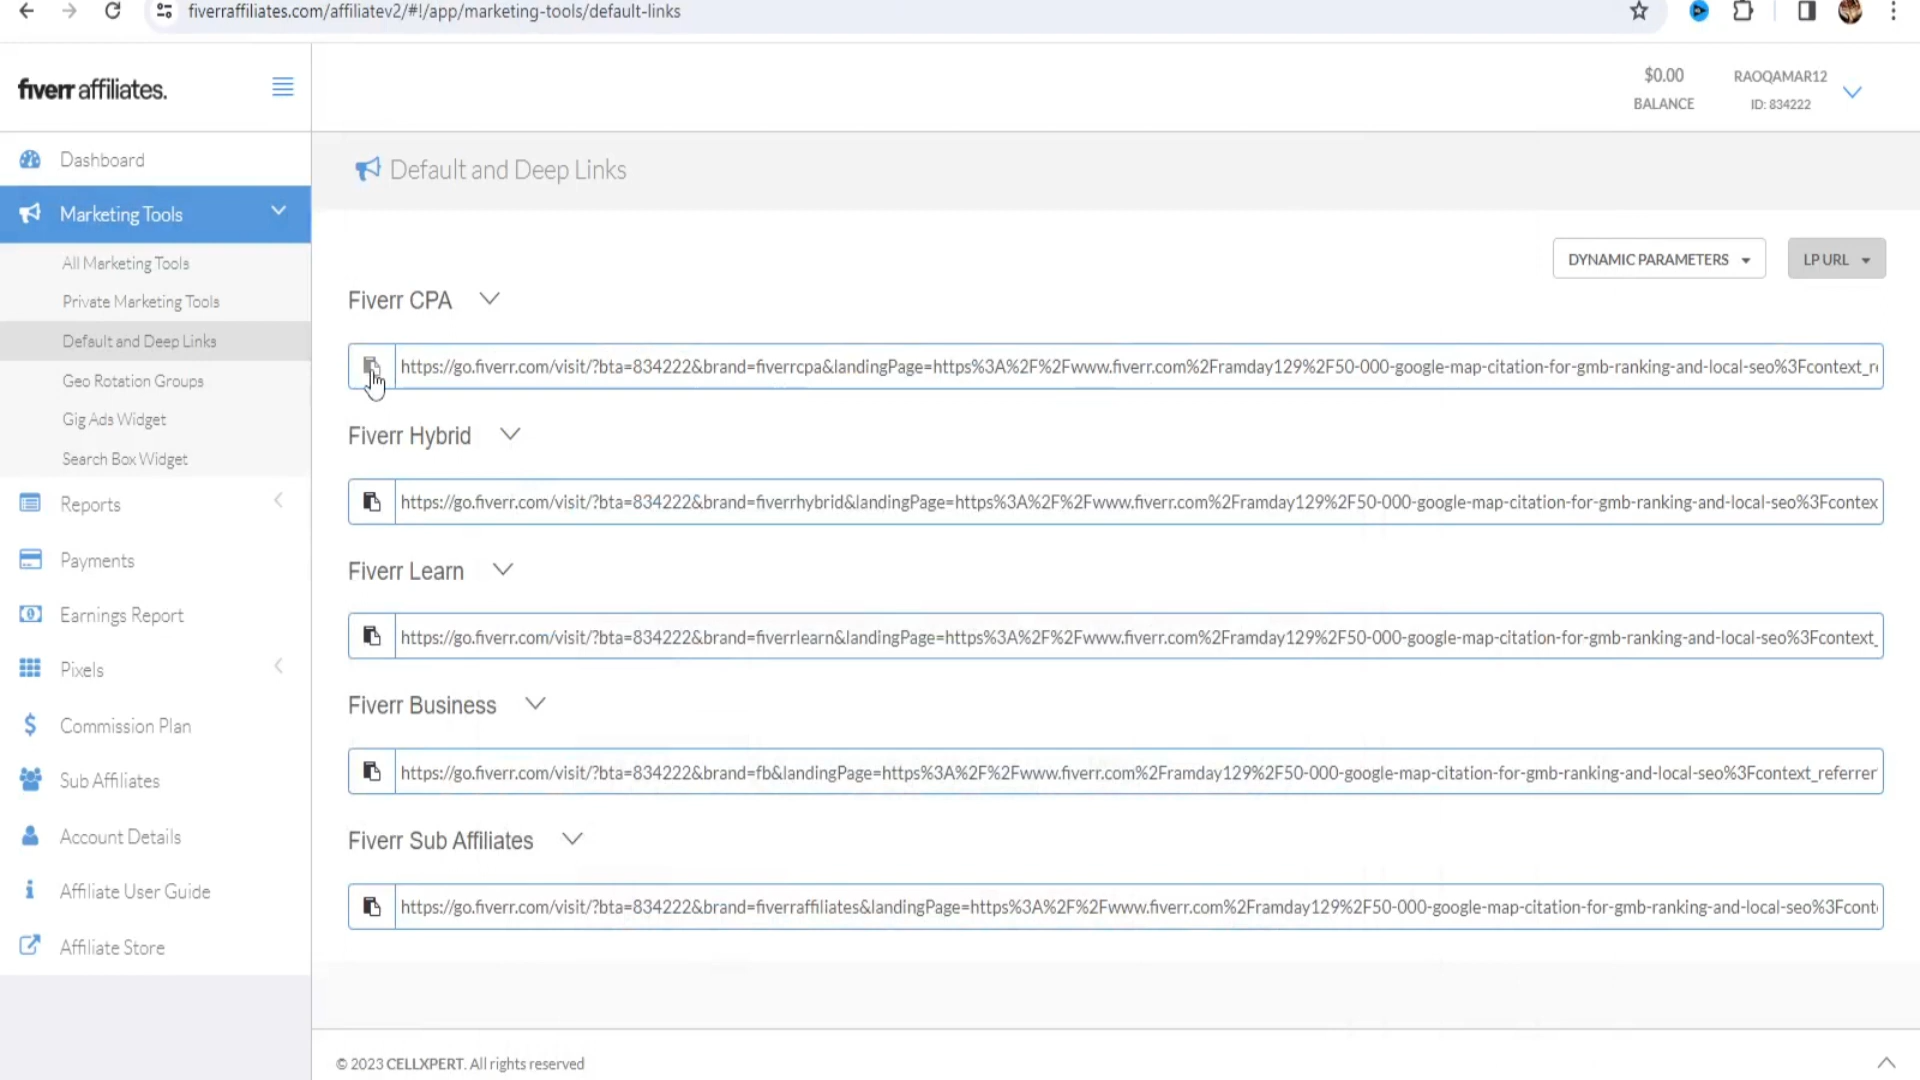 fiverraffiliates.com/affiliatev2/#!/app/marketing-tools/default-links
fiverr affiliates.
$0.00
BALANCE
RAOQAMAR12
ID: 834222
Dashboard
Marketing Tools
All Marketing Tools
Private Marketing Tools
Default and Deep Links
Geo Rotation Groups
Gig Ads Widget
Search Box Widget
Reports
Payments
Earnings Report
Pixels
Commission Plan
Sub Affiliates
Account Details
Affiliate User Guide
Affiliate Store
Default and Deep Links
DYNAMIC PARAMETERS
LP URL
Fiverr CPA
https://go.fiverr.com/visit/?bta=834222&brand=fiverrcpa&landingPage=https%3A%2F%2Fwww.fiverr.com%2Framday129%2F50-000-google-map-citation-for-gmb-ranking-and-local-seo%3Fcontext_r
Fiverr Hybrid
https://go.fiverr.com/visit/?bta=834222&brand=fiverrhybrid&landingPage=https%3A%2F%2Fwww.fiverr.com%2Framday129%2F50-000-google-map-citation-for-gmb-ranking-and-local-seo%3Fcontex
Fiverr Learn
https://go.fiverr.com/visit/?bta=834222&brand=fiverrlearn&landingPage=https%3A%2F%2Fwww.fiverr.com%2Framday129%2F50-000-google-map-citation-for-gmb-ranking-and-local-seo%3Fcontext_
Fiverr Business
https://go.fiverr.com/visit/?bta=834222&brand=fb&landingPage=https%3A%2F%2Fwww.fiverr.com%2Framday129%2F50-000-google-map-citation-for-gmb-ranking-and-local-seo%3Fcontext_referrer
Fiverr Sub Affiliates
https://go.fiverr.com/visit/?bta=834222&brand=fiverraffiliates&landingPage=https%3A%2F%2Fwww.fiverr.com%2Framday129%2F50-000-google-map-citation-for-gmb-ranking-and-local-seo%3Fcont
© 2023 CELLXPERT. All rights reserved